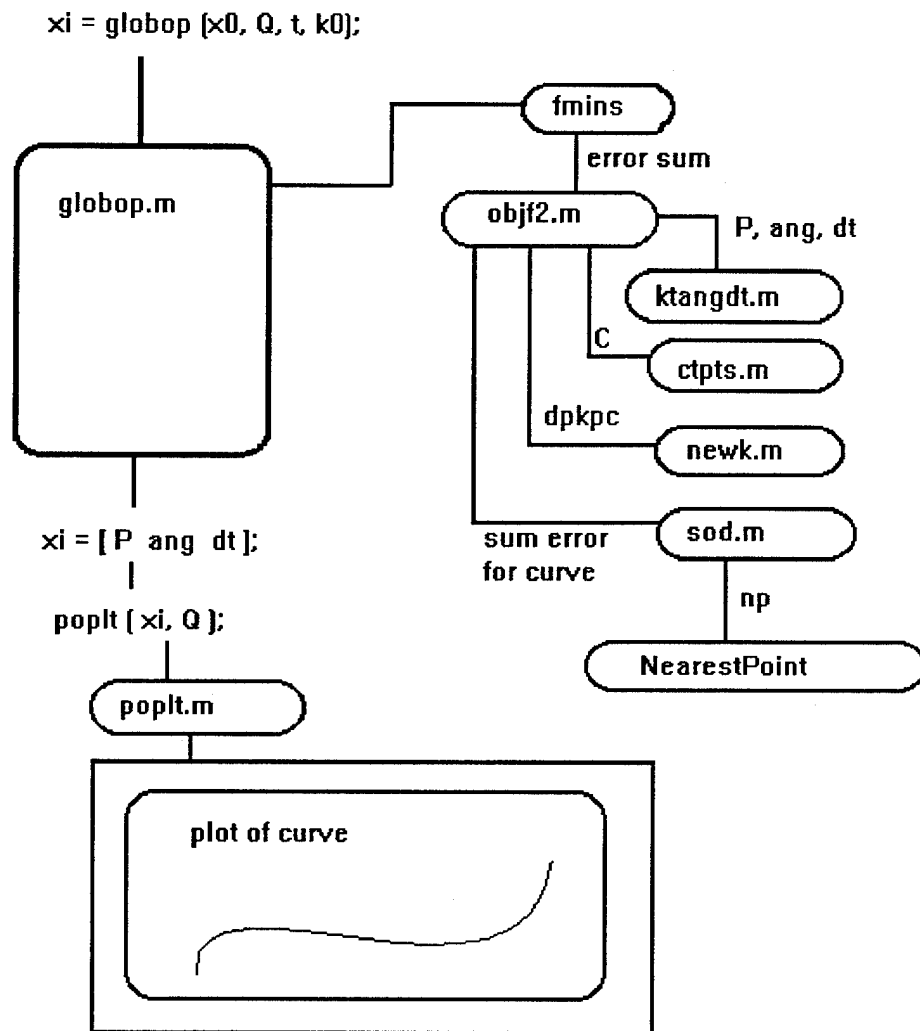 xi = globop (x0, Q, t, k0);
fmins
error sum
globop.m
objf2.m
P, ang, dt
ktangdt.m
C
ctpts.m
dpkpc
newk.m
xi = [ P ang dt ];
sum error
for curve
sod.m
np
poplt ( xi, Q );
NearestPoint
poplt.m
plot of curve